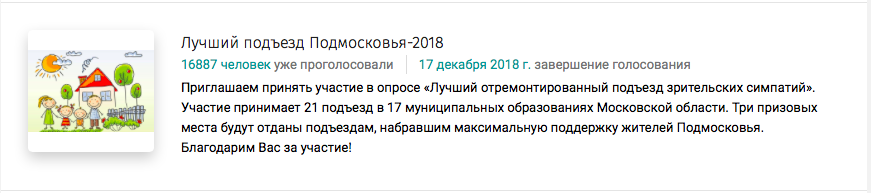 Лучший подъезд Подмосковья-2018
16887 человек уже проголосовали 17 декабря 2018 г. завершение голосования
Приглашаем принять участие в опросе «Лучший отремонтированный подъезд зрительских симпатий».
Участие принимает 21 подъезд в 17 муниципальных образованиях Московской области. Три призовых
места будут отданы подъездам, набравшим максимальную поддержку жителей Подмосковья.
Благодарим Вас за участие!